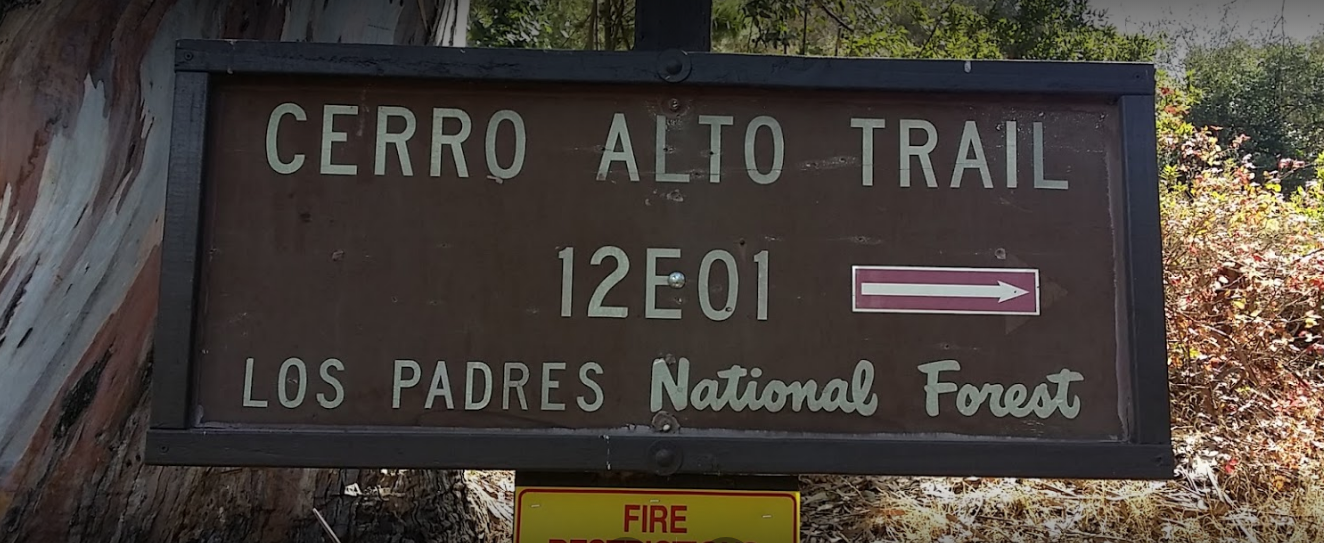 CERRO ALTO TRAIL
12E01
LOS PADRES National Forest
FIRE